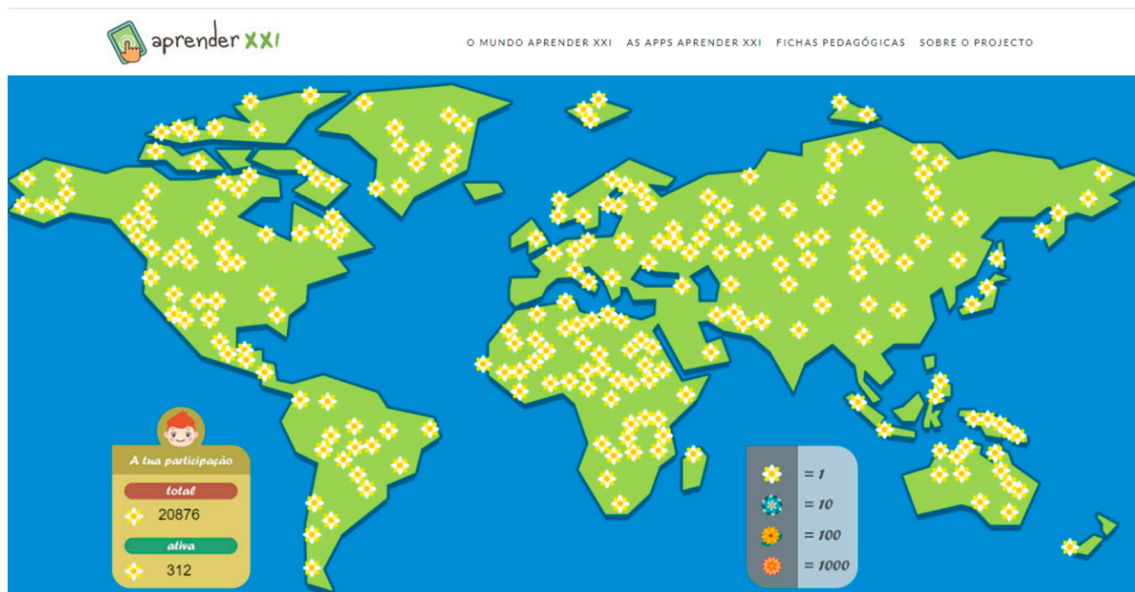 aprender XXI
O MUNDO APRENDER XXI AS APPS APRENDER XXI FICHAS PEDAGÓGICAS SOBRE O PROJECTO
A tua participação
total
20876
ativa
312
= 1
= 10
= 100
= 1000